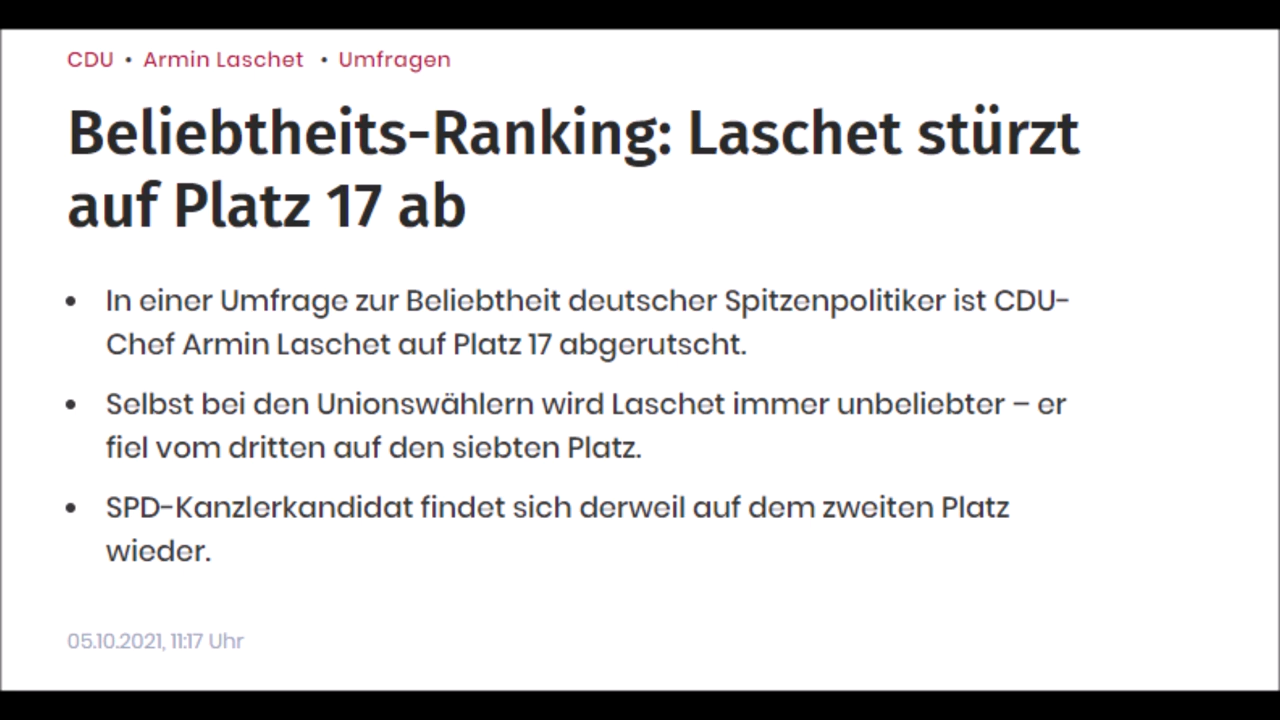 CDU • Armin Laschet • Umfragen
Beliebtheits-Ranking: Laschet stürzt
auf Platz 17 ab
• In einer Umfrage zur Beliebtheit deutscher Spitzenpolitiker ist CDU-
Chef Armin Laschet auf Platz 17 abgerutscht.
• Selbst bei den Unionswählern wird Laschet immer unbeliebter – er
fiel vom dritten auf den siebten Platz.
• SPD-Kanzlerkandidat findet sich derweil auf dem zweiten Platz
wieder.
05.10.2021, 11:17 Uhr